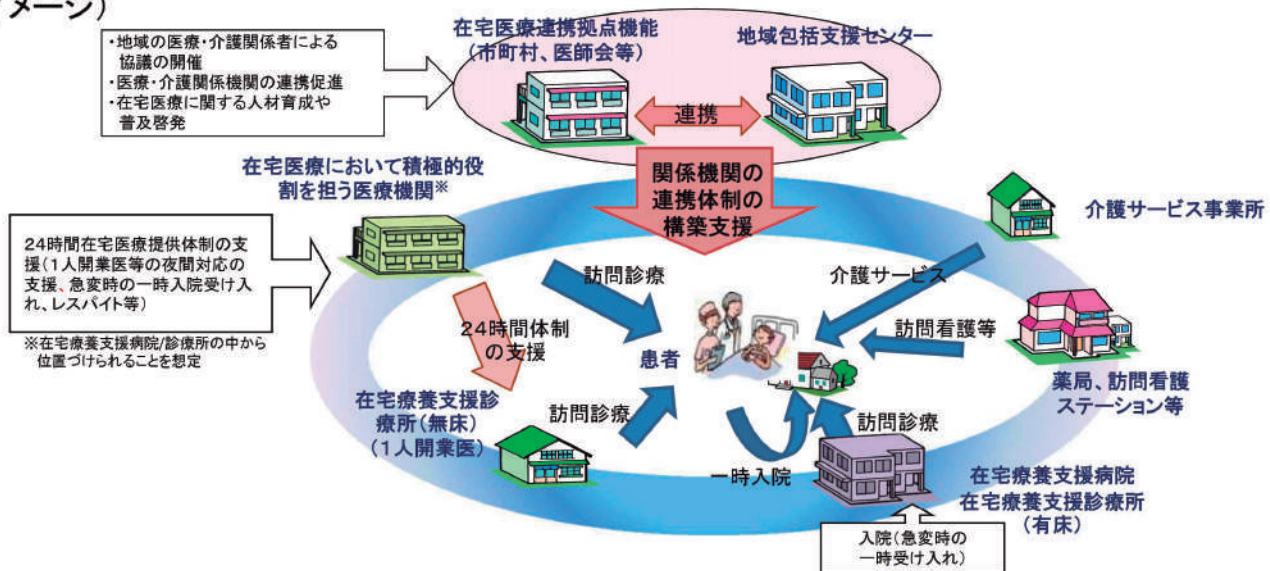 メージ）
・地域の医療・介護関係者による
協議の開催
・医療・介護関係機関の連携促進
・在宅医療に関する人材育成や
普及啓発
在宅医療連携拠点機能
（市町村、医師会等）
地域包括支援センター
連携
関係機関の
連携体制の
構築支援
在宅医療において積極的役
割を担う医療機関※
介護サービス事業所
24時間在宅医療提供体制の支
援（1人開業医等の夜間対応の
支援、急変時の一時入院受け入
れ、レスパイト等）
※在宅療養支援病院/診療所の中から
位置づけられることを想定
訪問診療
介護サービス
24時間体制
の支援
患者
訪問看護等
薬局、訪問看護
ステーション等
在宅療養支援診
療所（無床）
（1人開業医）
訪問診療
訪問診療
一時入院
在宅療養支援病院
在宅療養支援診療所
（有床）
入院（急変時の
一時受け入れ）